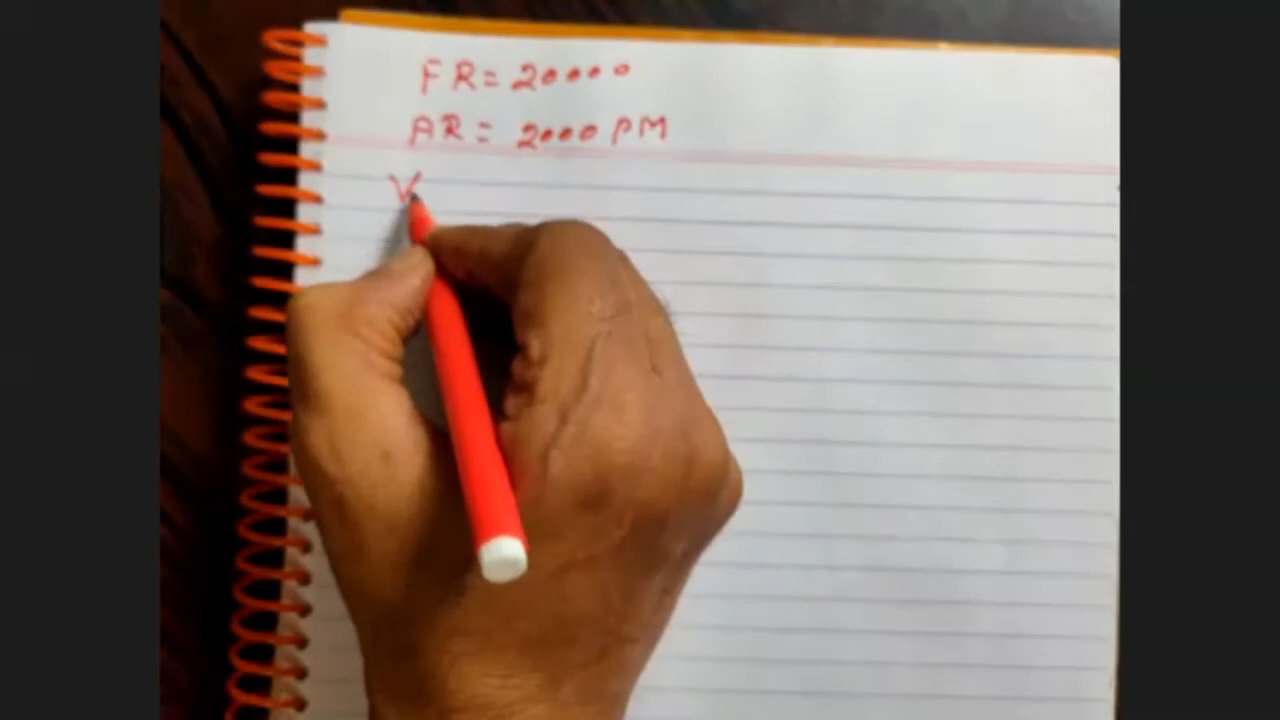 FR = 20000
AR = 2000 PM
V